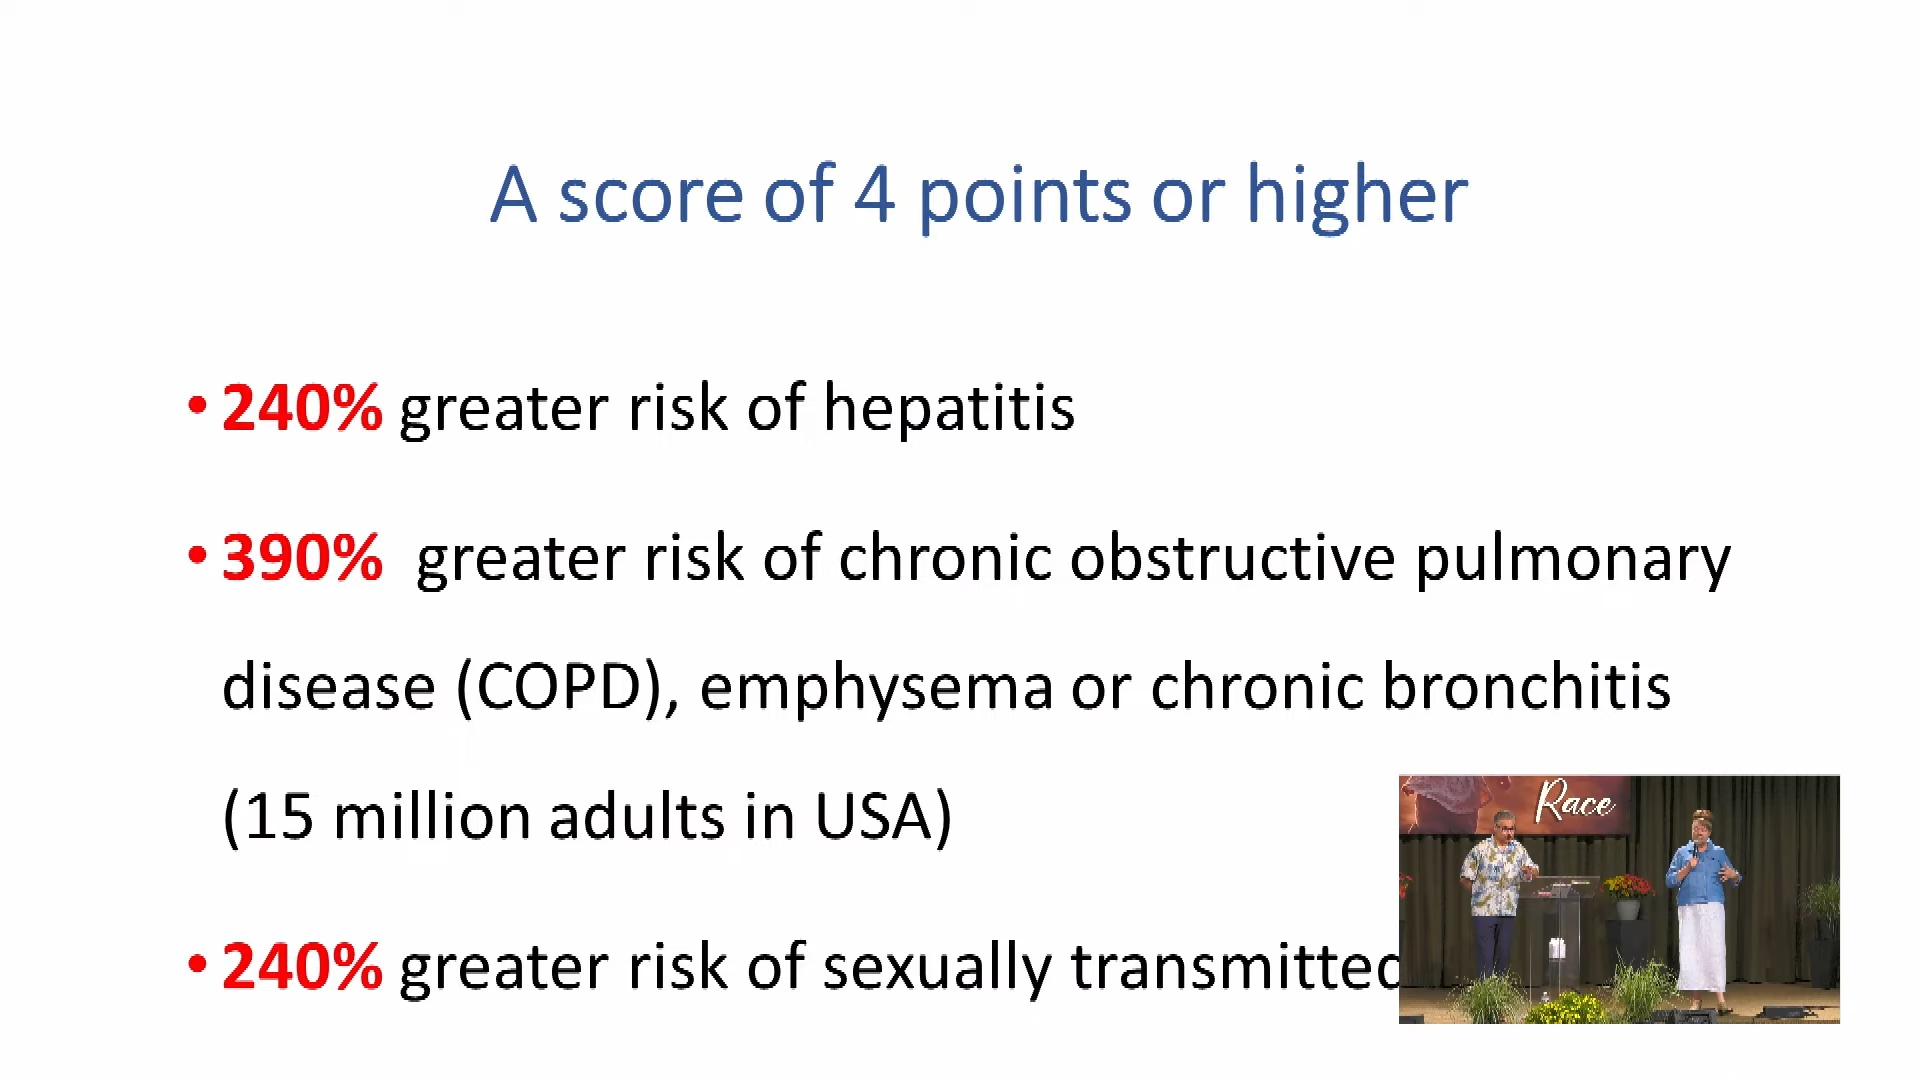 A score of 4 points or higher
• 240% greater risk of hepatitis
• 390% greater risk of chronic obstructive pulmonary
disease (COPD), emphysema or chronic bronchitis
(15 million adults in USA)
• 240% greater risk of sexually transmitted
Race